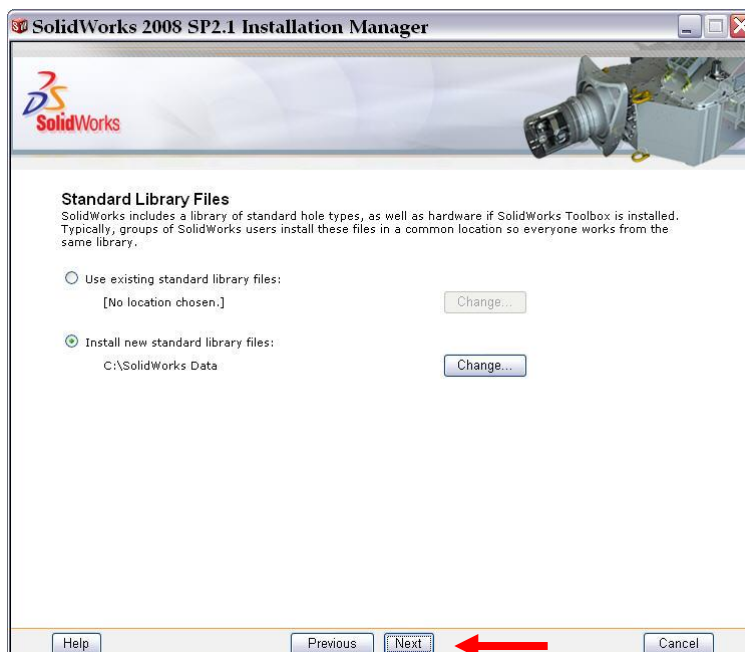 SolidWorks 2008 SP2.1 Installation Manager
SolidWorks
Standard Library Files
SolidWorks includes a library of standard hole types, as well as hardware if SolidWorks Toolbox is installed.
Typically, groups of SolidWorks users install these files in a common location so everyone works from the
same library.
Use existing standard library files:
[No location chosen.] Change...
Install new standard library files:
C:\SolidWorks Data Change...
Help Previous Next Cancel